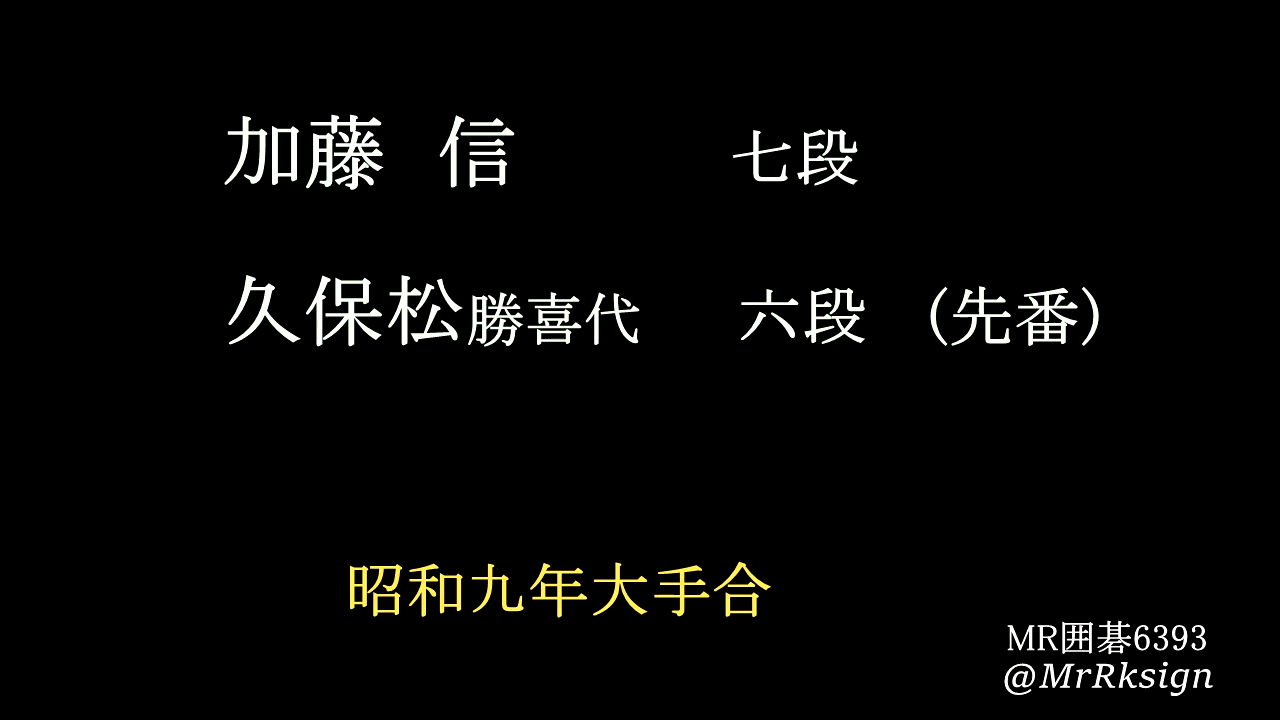 加藤　信　七段
久保松勝喜代　六段　(先番)
昭和九年大手合
MR囲碁6393
@MrRksign